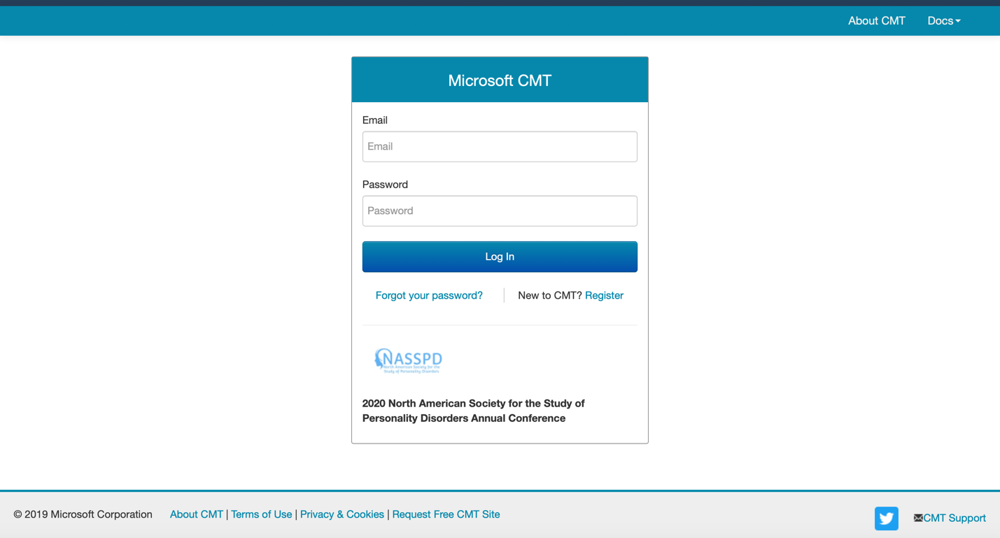 About CMT Docs
Microsoft CMT
Email
Email
Password
Password
Log In
Forgot your password? New to CMT? Register
NASSPD
North American Society for the
Study of Personality Disorders
2020 North American Society for the Study of
Personality Disorders Annual Conference
© 2019 Microsoft Corporation About CMT | Terms of Use | Privacy & Cookies | Request Free CMT Site CMT Support